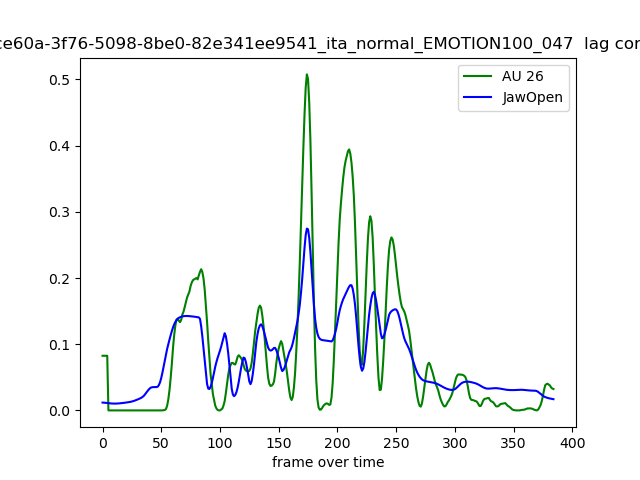 ce60a-3f76-5098-8be0-82e341ee9541_ita_normal_EMOTION100_047 lag cor
AU 26
JawOpen
0.5
0.4
0.3
0.2
0.1
0.0
0 50 100 150 200 250 300 350 400
frame over time